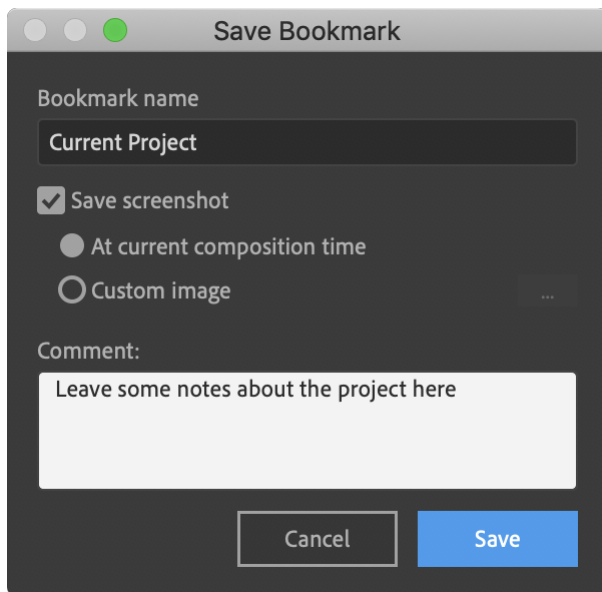 Save Bookmark
Bookmark name
Current Project
Save screenshot
At current composition time
Custom image
...
Comment:
Leave some notes about the project here
Cancel
Save